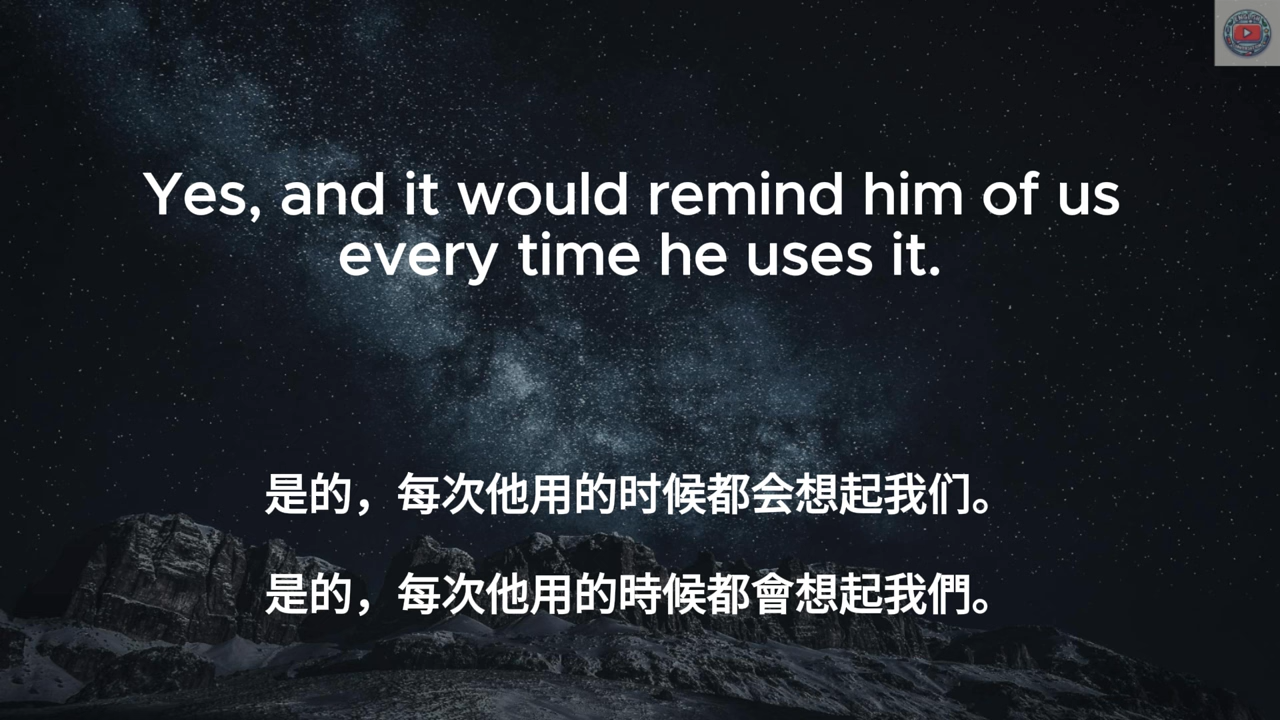 Yes, and it would remind him of us
every time he uses it.
是的，每次他用的时候都会想起我们。
是的，每次他用的時候都會想起我們。